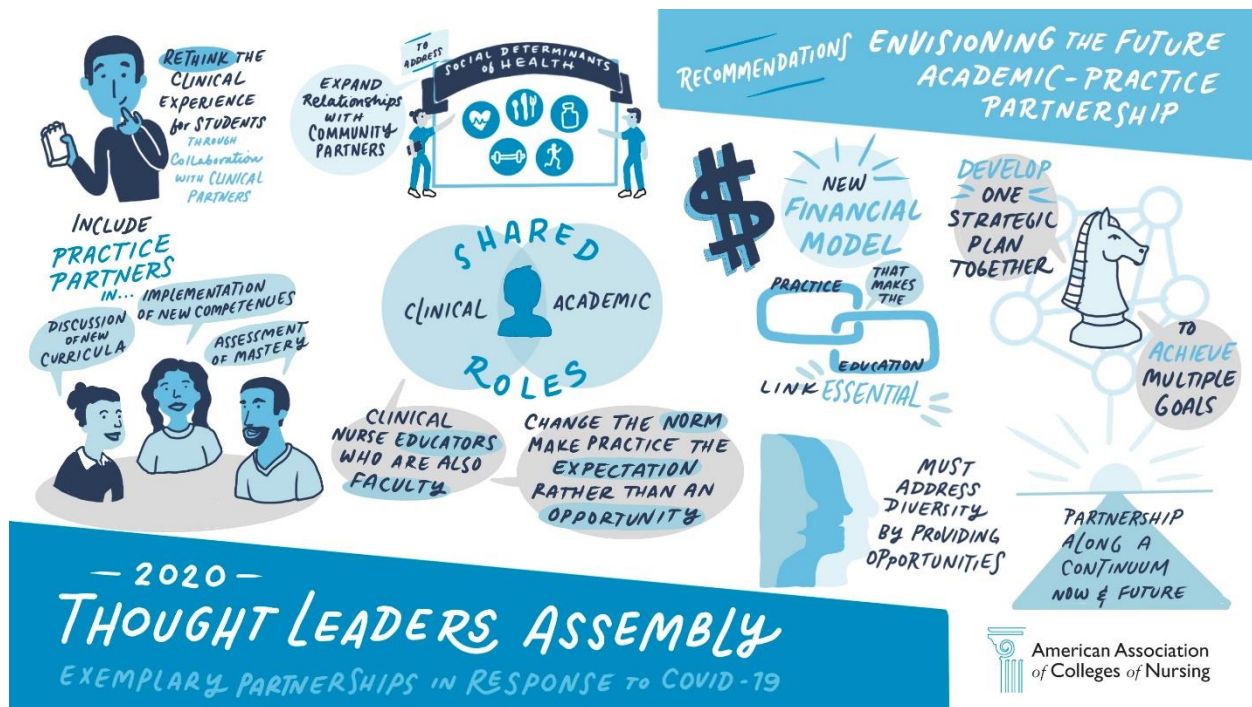 RETHINK THE
CLINICAL
EXPERIENCE
for STUDENTS
THROUGH
Collaboration
WITH CLINICAL
PARTNERS
EXPAND
Relationships
WITH
COMMUNITY
PARTNERS
TO
ADDRESS
SOCIAL DETERMINANTS
of HEALTH
RECOMMENDATIONS
ENVISIONING THE FUTURE
ACADEMIC-PRACTICE
PARTNERSHIP
INCLUDE
PRACTICE
PARTNERS
IN...
DISCUSSION
OF NEW
CURRICULA
IMPLEMENTATION
OF NEW COMPETENCIES
ASSESSMENT
OF MASTERY
SHARED
CLINICAL
ACADEMIC
ROLES
CLINICAL
NURSE EDUCATORS
WHO ARE ALSO
FACULTY
CHANGE THE NORM
MAKE PRACTICE THE
EXPECTATION
RATHER THAN AN
OPPORTUNITY
$
NEW
FINANCIAL
MODEL
THAT
MAKES
THE
PRACTICE
EDUCATION
LINK ESSENTIAL
DEVELOP
ONE
STRATEGIC
PLAN
TOGETHER
TO
ACHIEVE
MULTIPLE
GOALS
MUST
ADDRESS
DIVERSITY
BY PROVIDING
OPPORTUNITIES
PARTNERSHIP
ALONG A
CONTINUUM
NOW & FUTURE
- 2020 -
THOUGHT LEADERS ASSEMBLY
EXEMPLARY PARTNERSHIPS IN RESPONSE TO COVID-19
American Association
of Colleges of Nursing